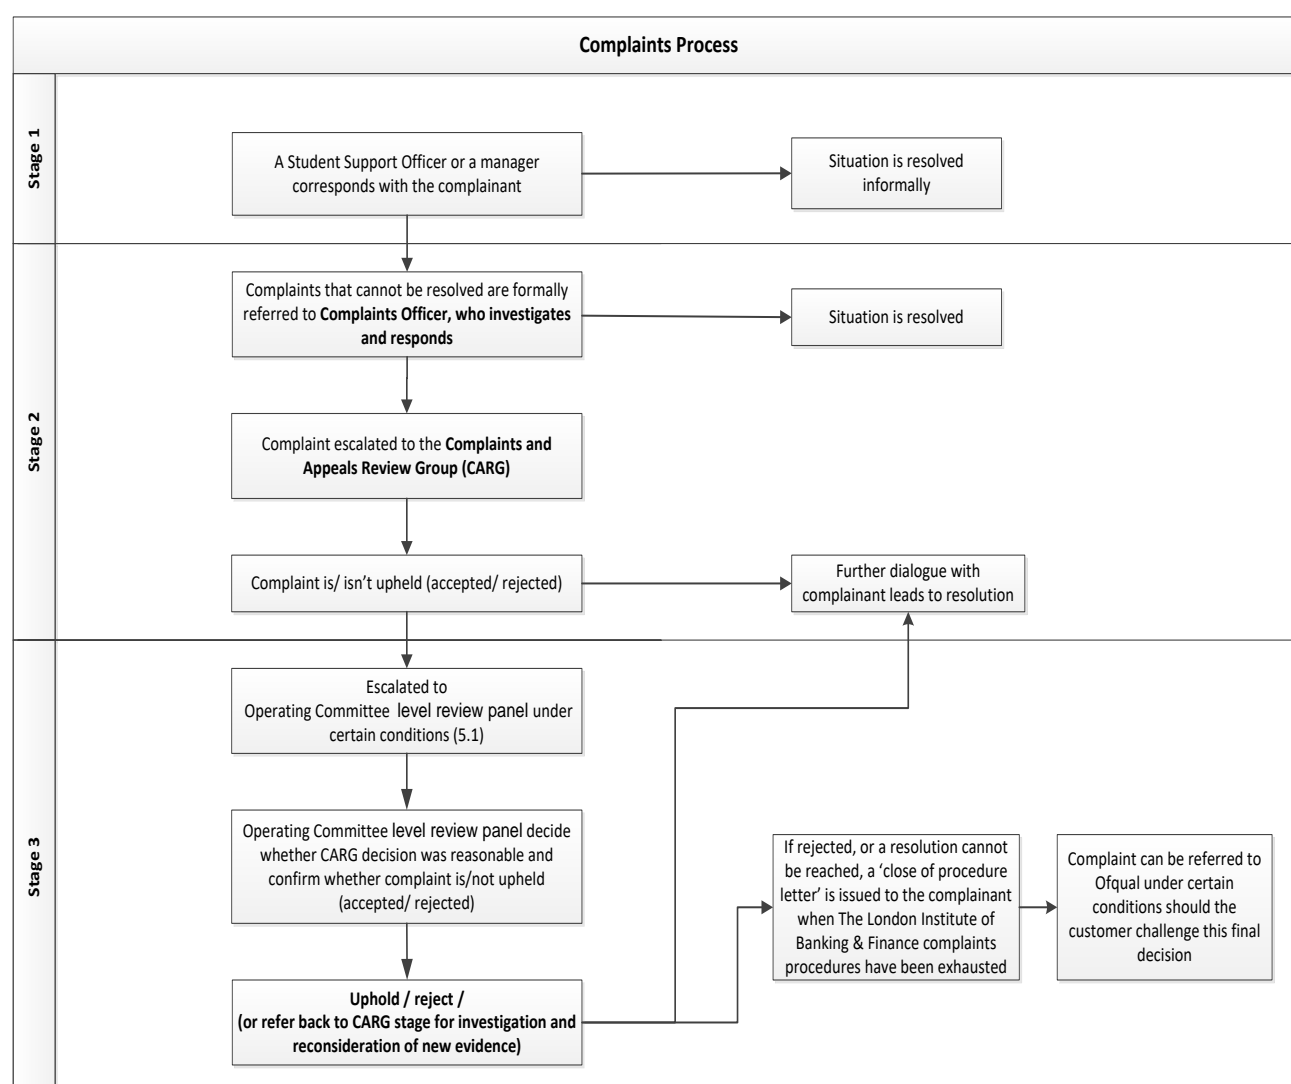 Complaints Process
Stage 1
A Student Support Officer or a manager
corresponds with the complainant
Situation is resolved
informally
Stage 2
Complaints that cannot be resolved are formally
referred to Complaints Officer, who investigates
and responds
Situation is resolved
Complaint escalated to the Complaints and
Appeals Review Group (CARG)
Complaint is/ isn't upheld (accepted/ rejected)
Further dialogue with
complainant leads to resolution
Stage 3
Escalated to
Operating Committee level review panel under
certain conditions (5.1)
Operating Committee level review panel decide
whether CARG decision was reasonable and
confirm whether complaint is/not upheld
(accepted/ rejected)
Uphold / reject /
(or refer back to CARG stage for investigation and
reconsideration of new evidence)
If rejected, or a resolution cannot
be reached, a ‘close of procedure
letter’ is issued to the complainant
when The London Institute of
Banking & Finance complaints
procedures have been exhausted
Complaint can be referred to
Ofqual under certain
conditions should the
customer challenge this final
decision